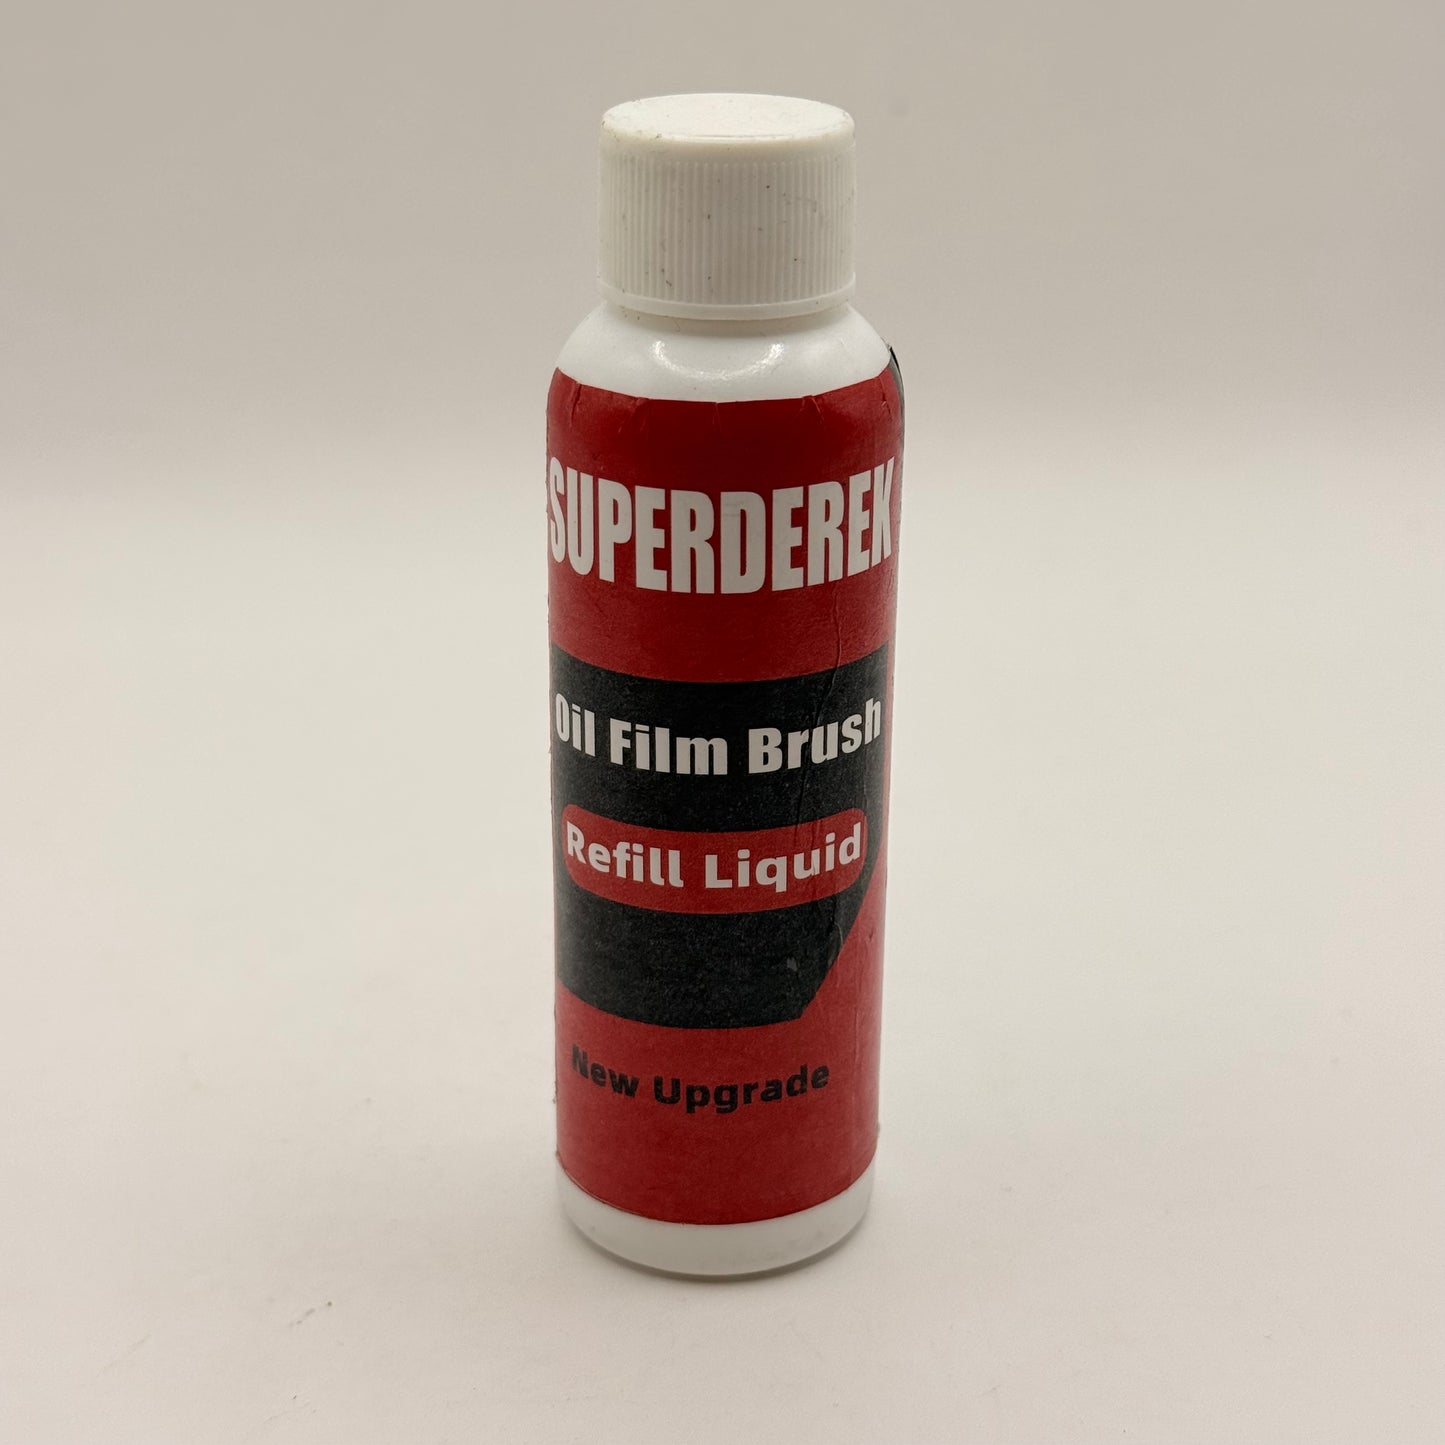 SUPERDEREK
Oil Film Brush
Refill Liquid
New Upgrade